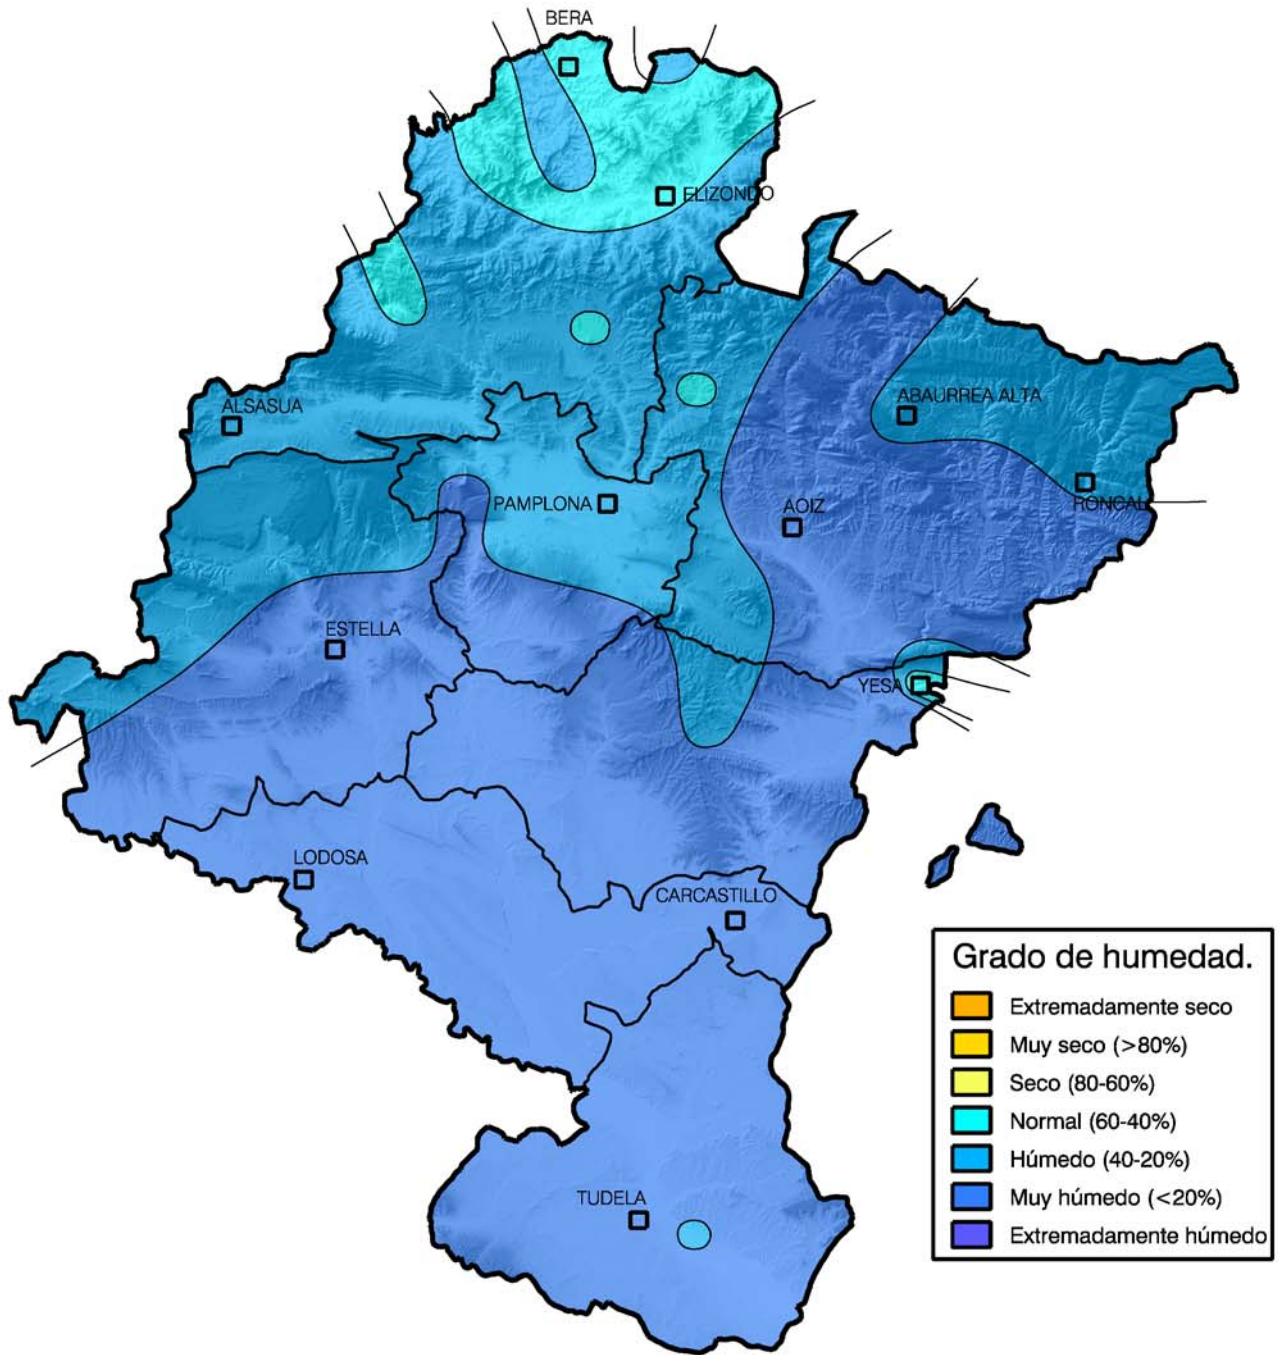 BERA
ELIZONDO
ALSASUA
ABAURREA ALTA
PAMPLONA
AOIZ
RONCAL
ESTELLA
YESA
LODOSA
CARCASTILLO
TUDELA
Grado de humedad.
Extremadamente seco
Muy seco (>80%)
Seco (80-60%)
Normal (60-40%)
Húmedo (40-20%)
Muy húmedo (<20%)
Extremadamente húmedo